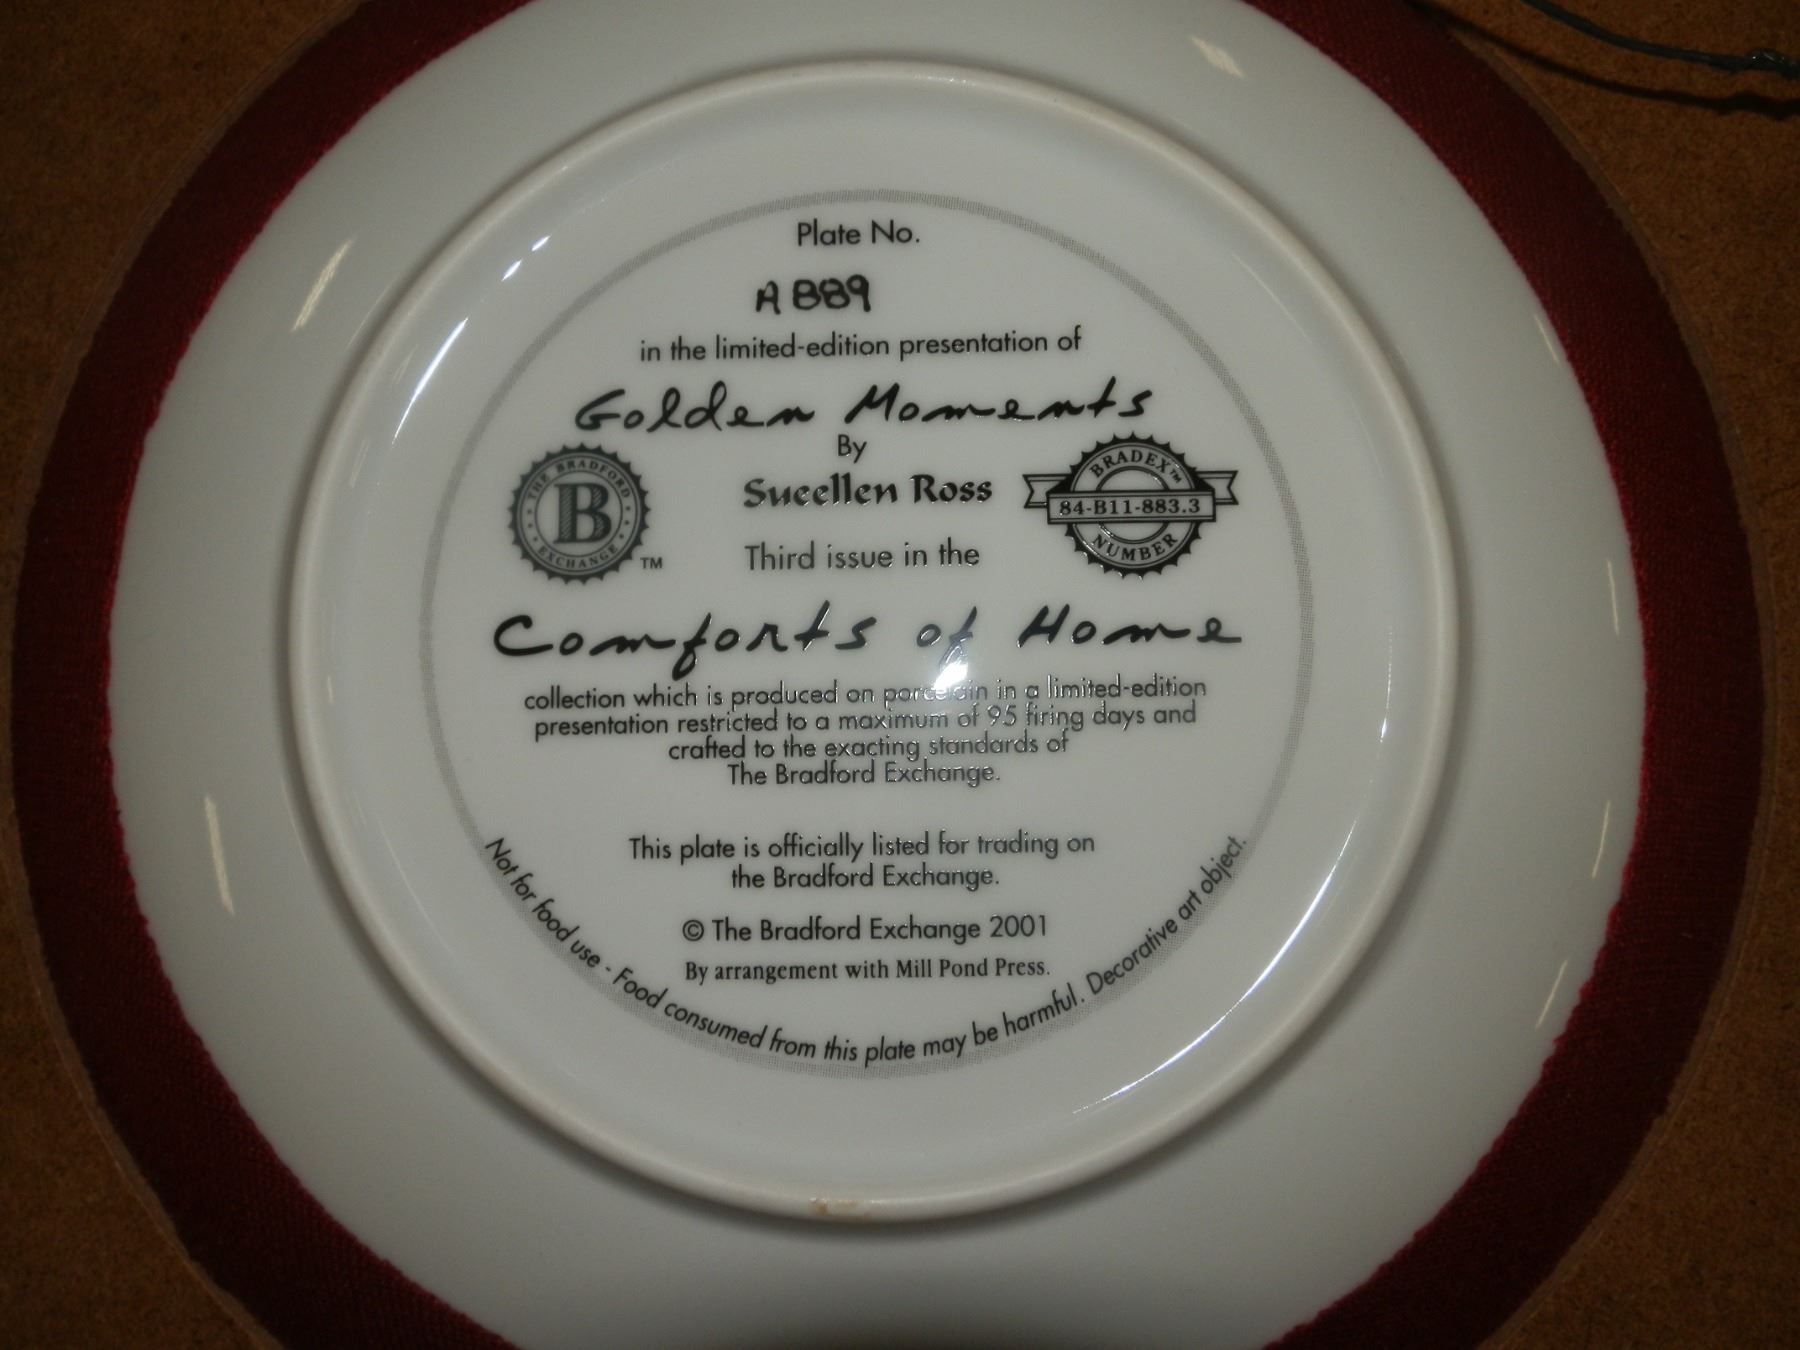 Plate No.
A 889
in the limited-edition presentation of
Golden Moments
By
Sueellen Ross
THE BRADFORD
B
EXCHANGE
TM
BRADEX™
84-B11-883.3
NUMBER
Third issue in the
Comforts of Home
collection which is produced on porcelain in a limited-edition
presentation restricted to a maximum of 95 firing days and
crafted to the exacting standards of
The Bradford Exchange.
This plate is officially listed for trading on
the Bradford Exchange.
© The Bradford Exchange 2001
By arrangement with Mill Pond Press.
Not for food use - Food consumed from this plate may be harmful. Decorative art object.